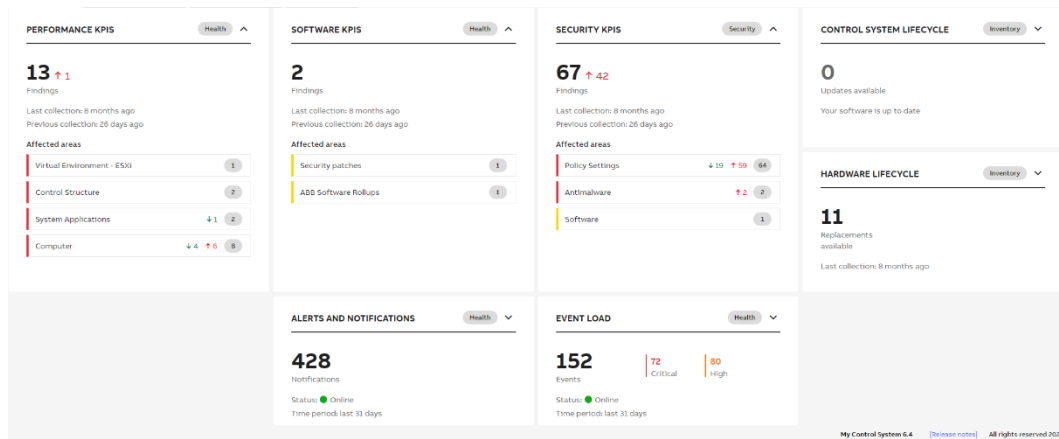 PERFORMANCE KPIS Health
13 ↑ 1
Findings
Last collection: 8 months ago
Previous collection: 26 days ago
Affected areas
Virtual Environment - ESXi 1
Control Structure 2
System Applications ↓ 1 2
Computer ↓ 4 ↑ 6 8
SOFTWARE KPIS Health
2
Findings
Last collection: 8 months ago
Previous collection: 26 days ago
Affected areas
Security patches 1
ABB Software Rollups 1
SECURITY KPIS Security
67 ↑ 42
Findings
Last collection: 8 months ago
Previous collection: 26 days ago
Affected areas
Policy Settings ↓ 19 ↑ 59 64
Antimalware ↑ 2 2
Software 1
CONTROL SYSTEM LIFECYCLE Inventory
0
Updates available
Your software is up to date
HARDWARE LIFECYCLE Inventory
11
Replacements
available
Last collection: 8 months ago
ALERTS AND NOTIFICATIONS Health
428
Notifications
Status: Online
Time period: last 31 days
EVENT LOAD Health
152
Events
72
Critical
80
High
Status: Online
Time period: last 31 days
My Control System 6.4 [Release notes] All rights reserved